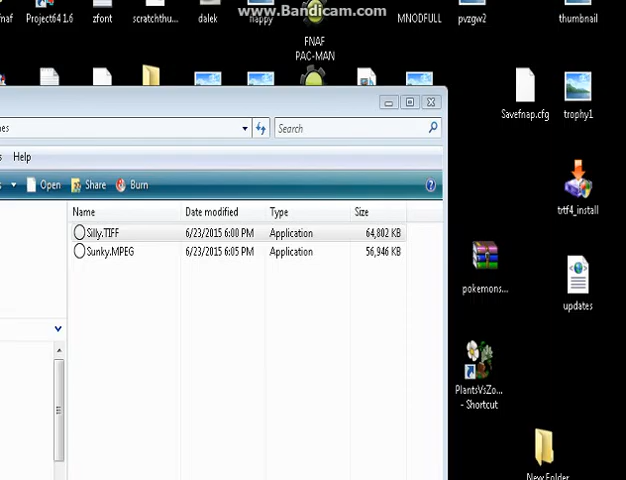 www.Bandicam.com
Project64 1.6
zfont
scratchthu...
dalek
happy
MNODFULL
pvzgw2
thumbnail
FNAF
PAC-MAN
Search
Savefnap.cfg
trophy1
Help
Open
Share
Burn
Name
Date modified
Type
Size
Silly.TIFF
6/23/2015 6:00 PM
Application
64,802 KB
Sunky.MPEG
6/23/2015 6:05 PM
Application
56,946 KB
trtf4_install
pokemons...
updates
PlantsVsZo...
- Shortcut
New Folder